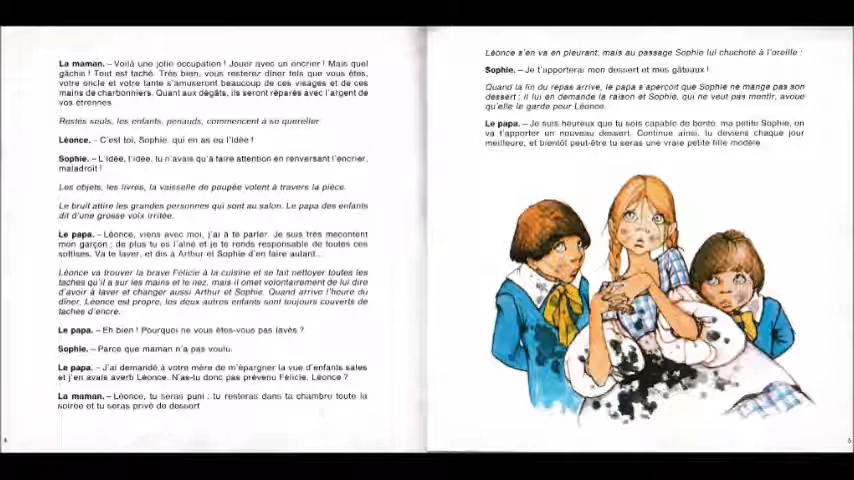 La maman. – Voilà une jolie occupation ! Jouer avec un encrier ! Mais quel
gâchis ! Tout est taché. Très bien, vous resterez dîner tels que vous êtes,
votre oncle et votre tante s'amuseront beaucoup de ces visages et de ces
mains de charbonniers. Quant aux dégâts, ils seront réparés avec l'argent de
vos étrennes
Restés seuls, les enfants, penauds, commencent à se quereller
Léonce. – C'est toi, Sophie, qui en as eu l'idée !
Sophie. – L'idée, l'idée, tu n'avais qu'à faire attention en renversant l'encrier,
maladroit !
Les objets, les livres, la vaisselle de poupée volent à travers la pièce.
Le bruit attire les grandes personnes qui sont au salon. Le papa des enfants
dit d'une grosse voix irritée.
Le papa. – Léonce, viens avec moi, j'ai à te parler. Je suis très mécontent
mon garçon ; de plus tu es l'aîné et je te rends responsable de toutes ces
sottises. Va te laver, et dis à Arthur et Sophie d'en faire autant...
Léonce va trouver la brave Félicie à la cuisine et se fait nettoyer toutes les
taches qu'il a sur les mains et le nez, mais il omet volontairement de lui dire
d'avoir à laver et changer aussi Arthur et Sophie. Quand arrive l'heure du
dîner, Léonce est propre, les deux autres enfants sont toujours couverts de
taches d'encre.
Le papa. – Eh bien ! Pourquoi ne vous êtes-vous pas lavés ?
Sophie. – Parce que maman n'a pas voulu.
Le papa. – J'ai demandé à votre mère de m'épargner la vue d'enfants sales
et j'en avais averti Léonce. N'as-tu donc pas prévenu Félicie, Léonce ?
La maman. – Léonce, tu seras puni ; tu resteras dans ta chambre toute la
soirée et tu seras privé de dessert
4
Léonce s'en va en pleurant, mais au passage Sophie lui chuchote à l'oreille :
Sophie. – Je t'apporterai mon dessert et mes gâteaux !
Quand la fin du repas arrive, le papa s'aperçoit que Sophie ne mange pas son
dessert ; il lui en demande la raison et Sophie, qui ne veut pas mentir, avoue
qu'elle le garde pour Léonce.
Le papa. – Je suis heureux que tu sois capable de bonté, ma petite Sophie, on
va t'apporter un nouveau dessert. Continue ainsi, tu deviens chaque jour
meilleure, et bientôt peut-être tu seras une vraie petite fille modèle
5